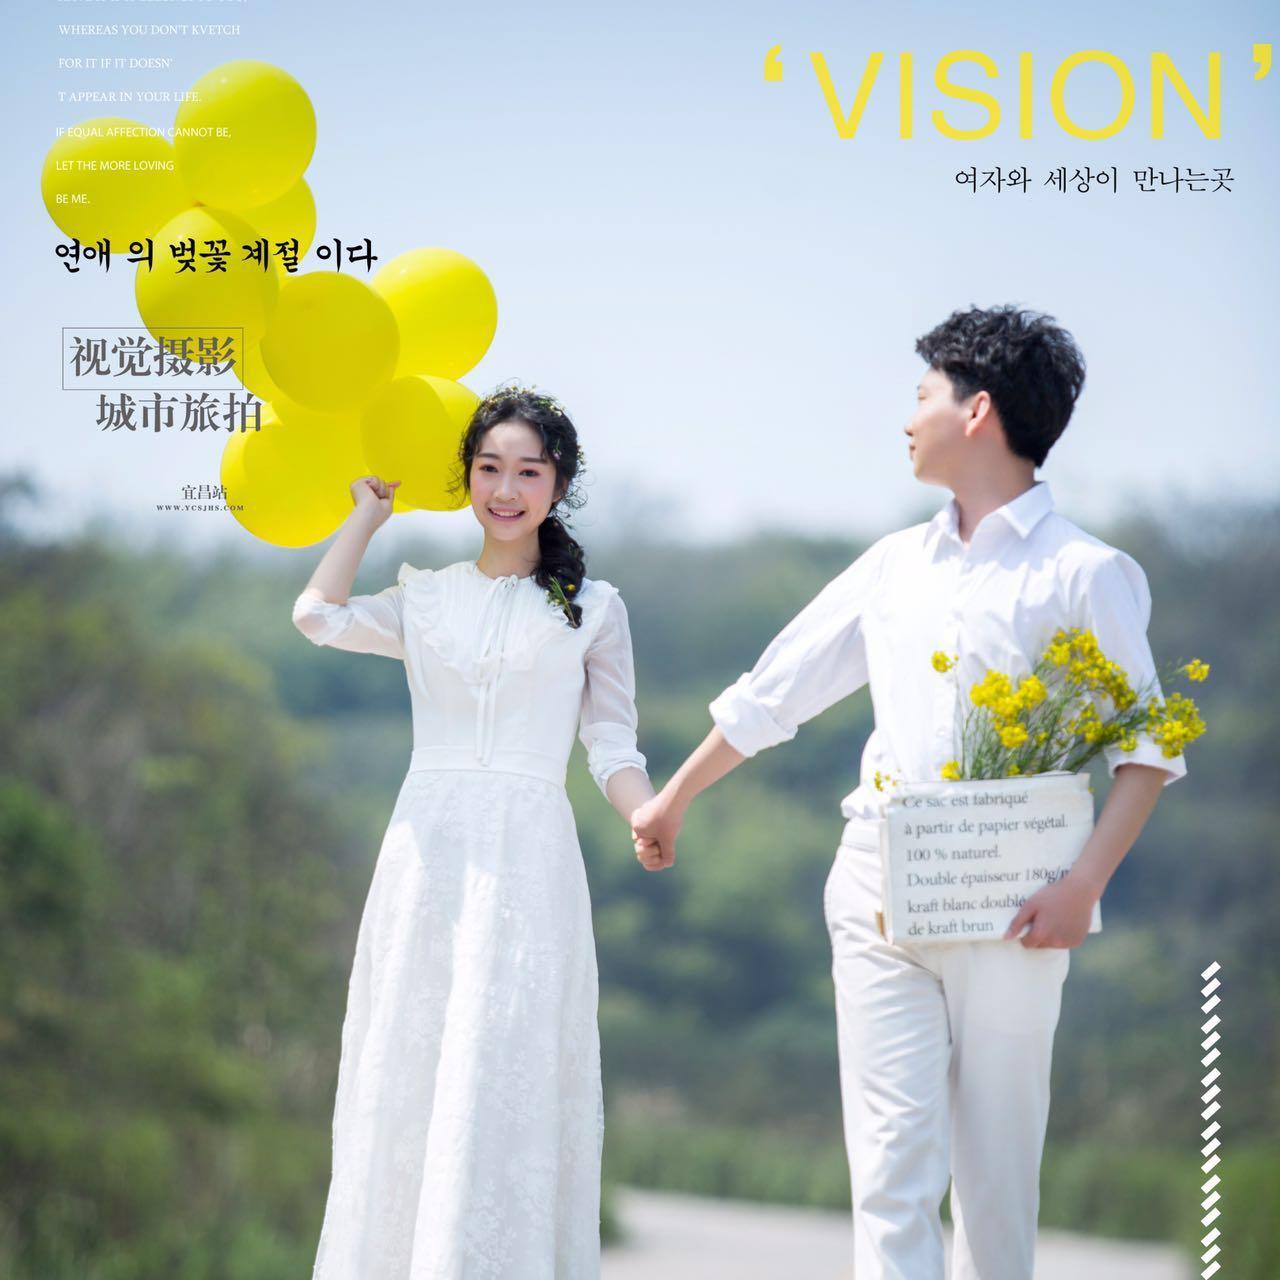 WHEREAS YOU DON'T KVETCH
FOR IT IF IT DOESN'
T APPEAR IN YOUR LIFE.
IF EQUAL AFFECTION CANNOT BE,
LET THE MORE LOVING
BE ME.
연애 의 벚꽃 계절 이다
视觉摄影
城市旅拍
宜昌站
WWW.YCSJHS.COM
‘VISION’
여자와 세상이 만나는곳
Ce sac est fabriqué
à partir de papier végétal.
100 % naturel.
Double épaisseur 180g/m
kraft blanc doublé
de kraft brun